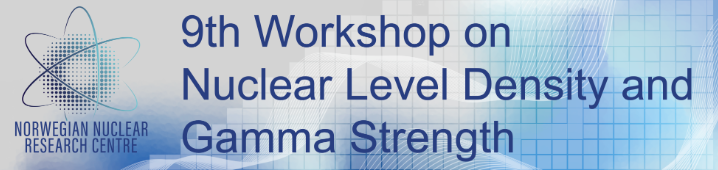 9th Workshop on
Nuclear Level Density and
Gamma Strength
NORWEGIAN NUCLEAR
RESEARCH CENTRE